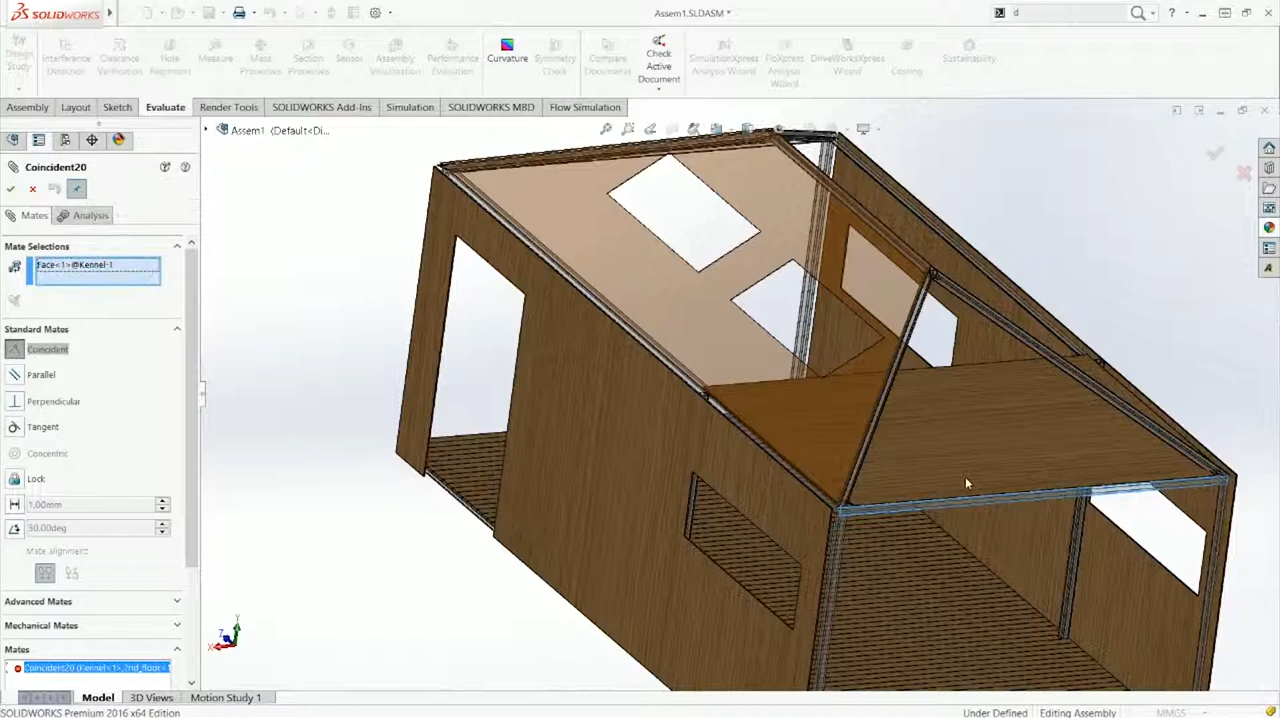 SOLIDWORKS
Assem1.SLDASM *
d
Design Study
Interference Detection
Clearance Verification
Hole Alignment
Measure
Mass Properties
Section Properties
Sensor
Assembly Visualization
Performance Evaluation
Curvature
Symmetry Check
Compare Documents
Check Active Document
SimulationXpress Analysis Wizard
FloXpress Analysis Wizard
DriveWorksXpress Wizard
Costing
Sustainability
Assembly Layout Sketch Evaluate Render Tools SOLIDWORKS Add-Ins Simulation SOLIDWORKS MBD Flow Simulation
Assem1 (Default<Di...
Coincident20
Mates Analysis
Mate Selections
Face<1>@Kennel-1
Standard Mates
Coincident
Parallel
Perpendicular
Tangent
Concentric
Lock
1.00mm
30.00deg
Mate alignment:
Advanced Mates
Mechanical Mates
Mates
Coincident20 (Kennel<1>,2nd_floor<1
Y
Z
X
Model 3D Views Motion Study 1
SOLIDWORKS Premium 2016 x64 Edition
Under Defined Editing Assembly MMGS